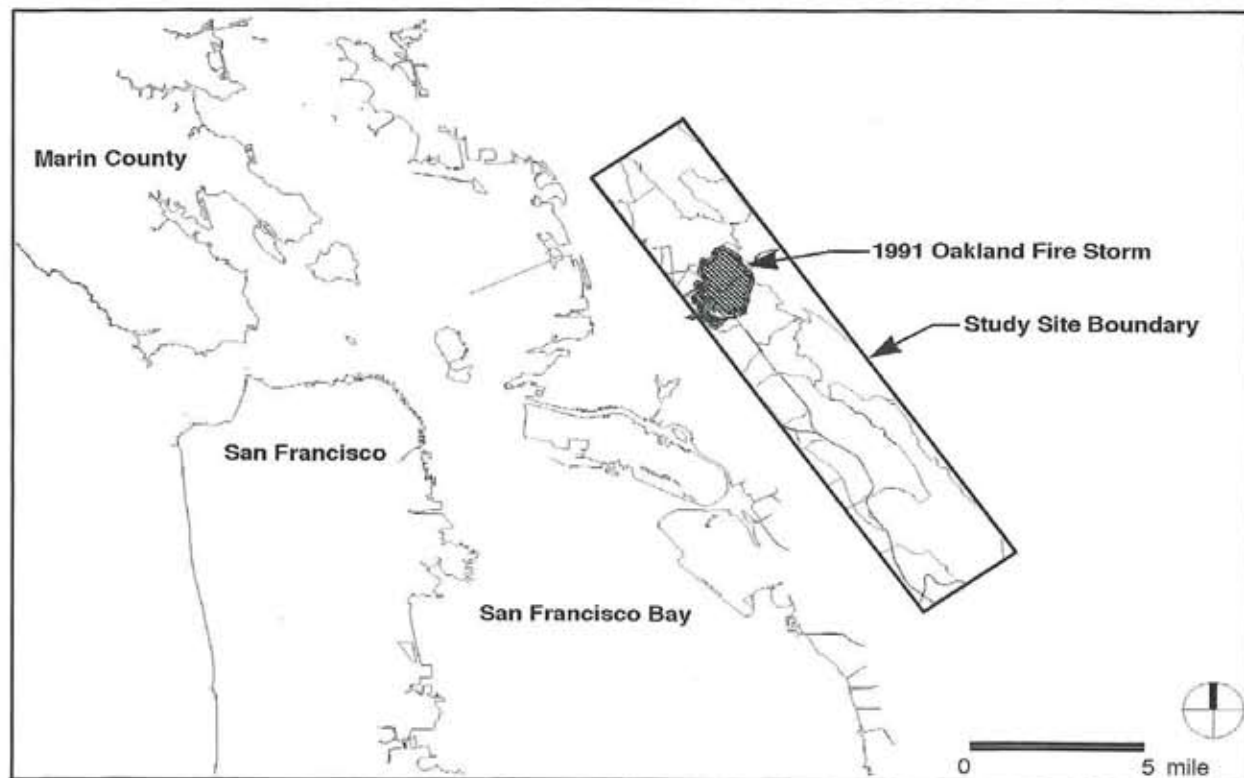 Marin County
1991 Oakland Fire Storm
Study Site Boundary
San Francisco
San Francisco Bay
0 5 mile